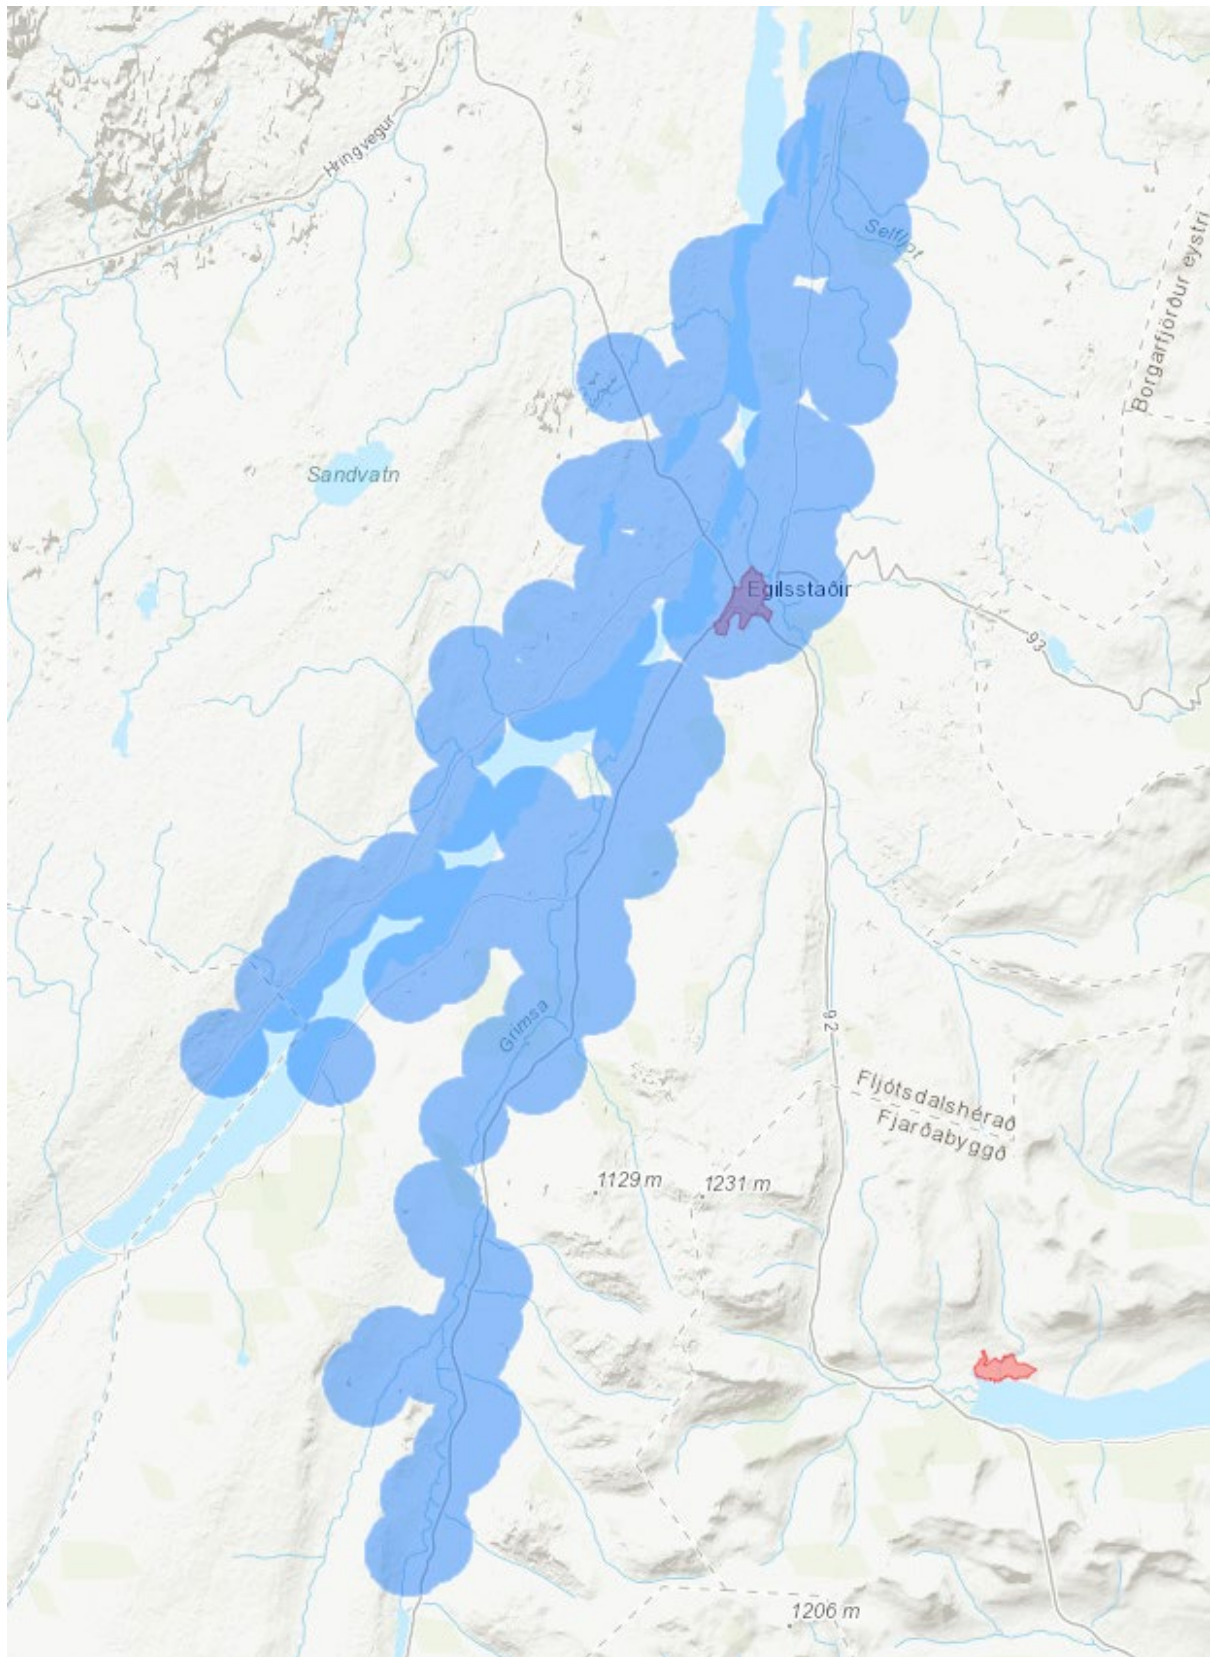 Hringvegur
Selfljót
Borgarfjörður eystri
Sandvatn
Egilsstaðir
93
Grímsá
92
Fljótsdalshérað
Fjarðabyggð
1129 m
1231 m
1206 m